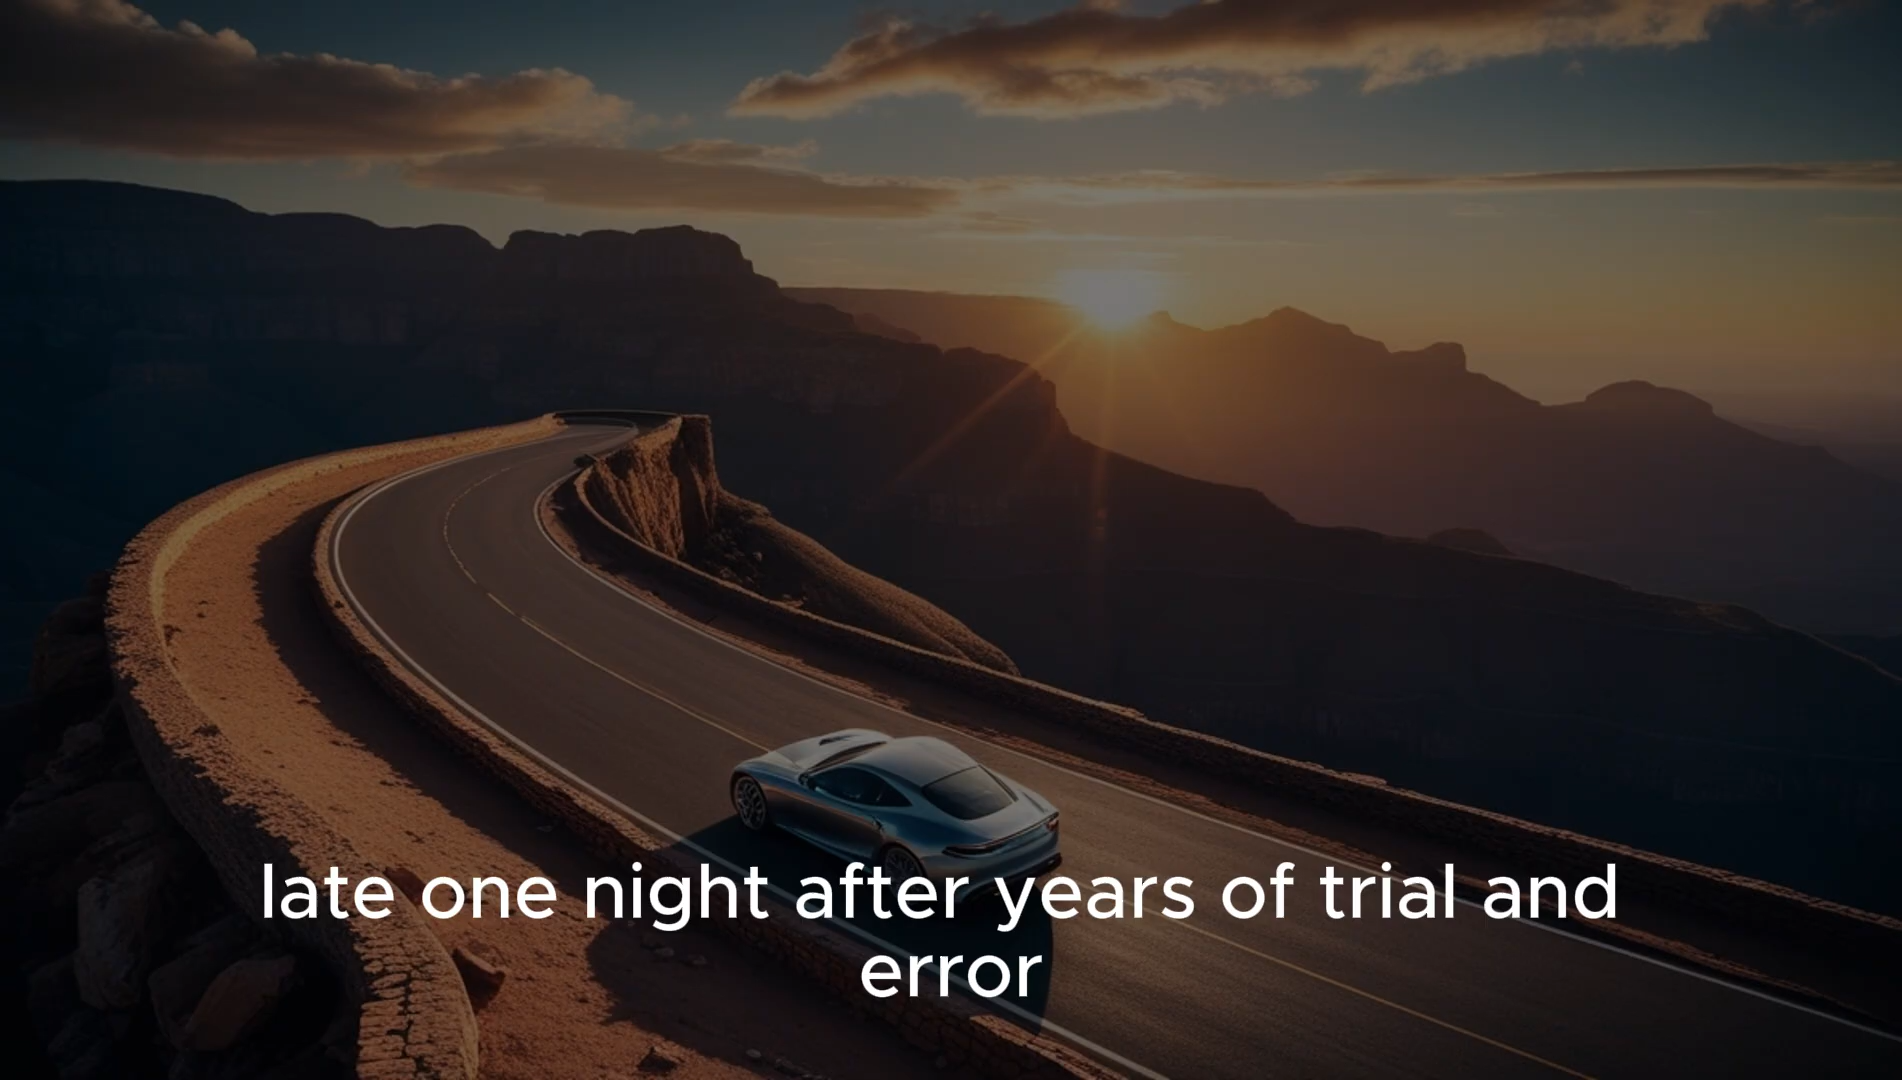 late one night after years of trial and
error